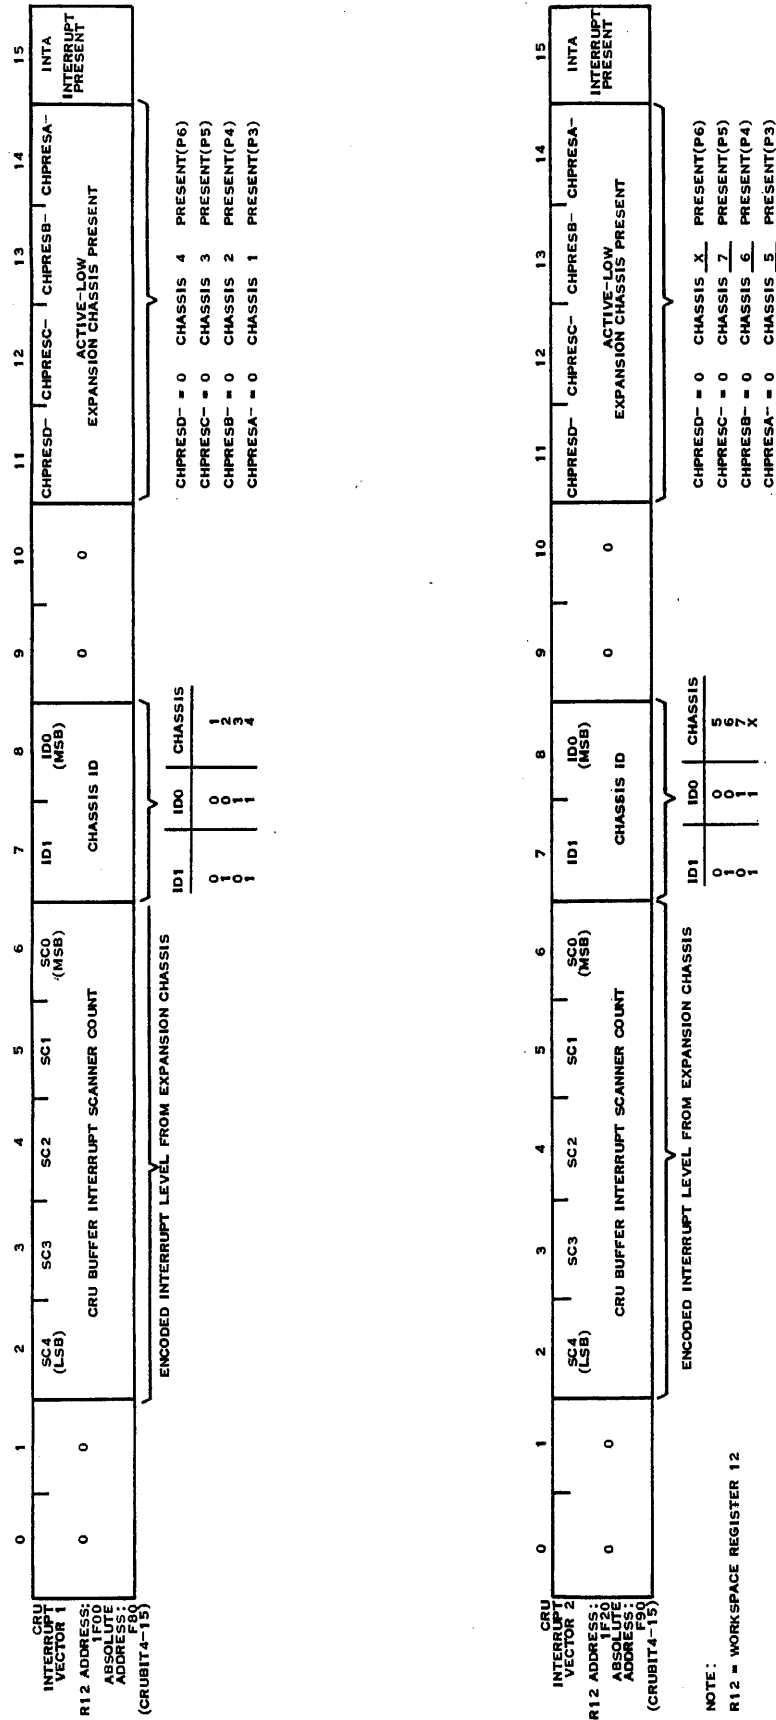 0 1 2 3 4 5 6 7 8 9 10 11 12 13 14 15
CRU
INTERRUPT
VECTOR 1
R12 ADDRESS:
1F00
ABSOLUTE
ADDRESS:
F80
(CRUBIT4-15)
0 0
SC4 SC3 SC2 SC1 SC0
(LSB) (MSB)
CRU BUFFER INTERRUPT SCANNER COUNT
ID1 ID0
(MSB)
CHASSIS ID
0 0
CHPRESD- CHPRESC- CHPRESB- CHPRESA-
ACTIVE-LOW
EXPANSION CHASSIS PRESENT
INTA
INTERRUPT
PRESENT
ENCODED INTERRUPT LEVEL FROM EXPANSION CHASSIS
ID1 ID0 CHASSIS
0 0 1
1 0 2
0 1 3
1 1 4
CHPRESD- = 0 CHASSIS 4 PRESENT(P6)
CHPRESC- = 0 CHASSIS 3 PRESENT(P5)
CHPRESB- = 0 CHASSIS 2 PRESENT(P4)
CHPRESA- = 0 CHASSIS 1 PRESENT(P3)
0 1 2 3 4 5 6 7 8 9 10 11 12 13 14 15
CRU
INTERRUPT
VECTOR 2
R12 ADDRESS:
1F20
ABSOLUTE
ADDRESS:
F90
(CRUBIT4-15)
0 0
SC4 SC3 SC2 SC1 SC0
(LSB) (MSB)
CRU BUFFER INTERRUPT SCANNER COUNT
ID1 ID0
(MSB)
CHASSIS ID
0 0
CHPRESD- CHPRESC- CHPRESB- CHPRESA-
ACTIVE-LOW
EXPANSION CHASSIS PRESENT
INTA
INTERRUPT
PRESENT
ENCODED INTERRUPT LEVEL FROM EXPANSION CHASSIS
ID1 ID0 CHASSIS
0 0 5
1 0 6
0 1 7
1 1 X
CHPRESD- = 0 CHASSIS X PRESENT(P6)
CHPRESC- = 0 CHASSIS 7 PRESENT(P5)
CHPRESB- = 0 CHASSIS 6 PRESENT(P4)
CHPRESA- = 0 CHASSIS 5 PRESENT(P3)
NOTE:
R12 = WORKSPACE REGISTER 12